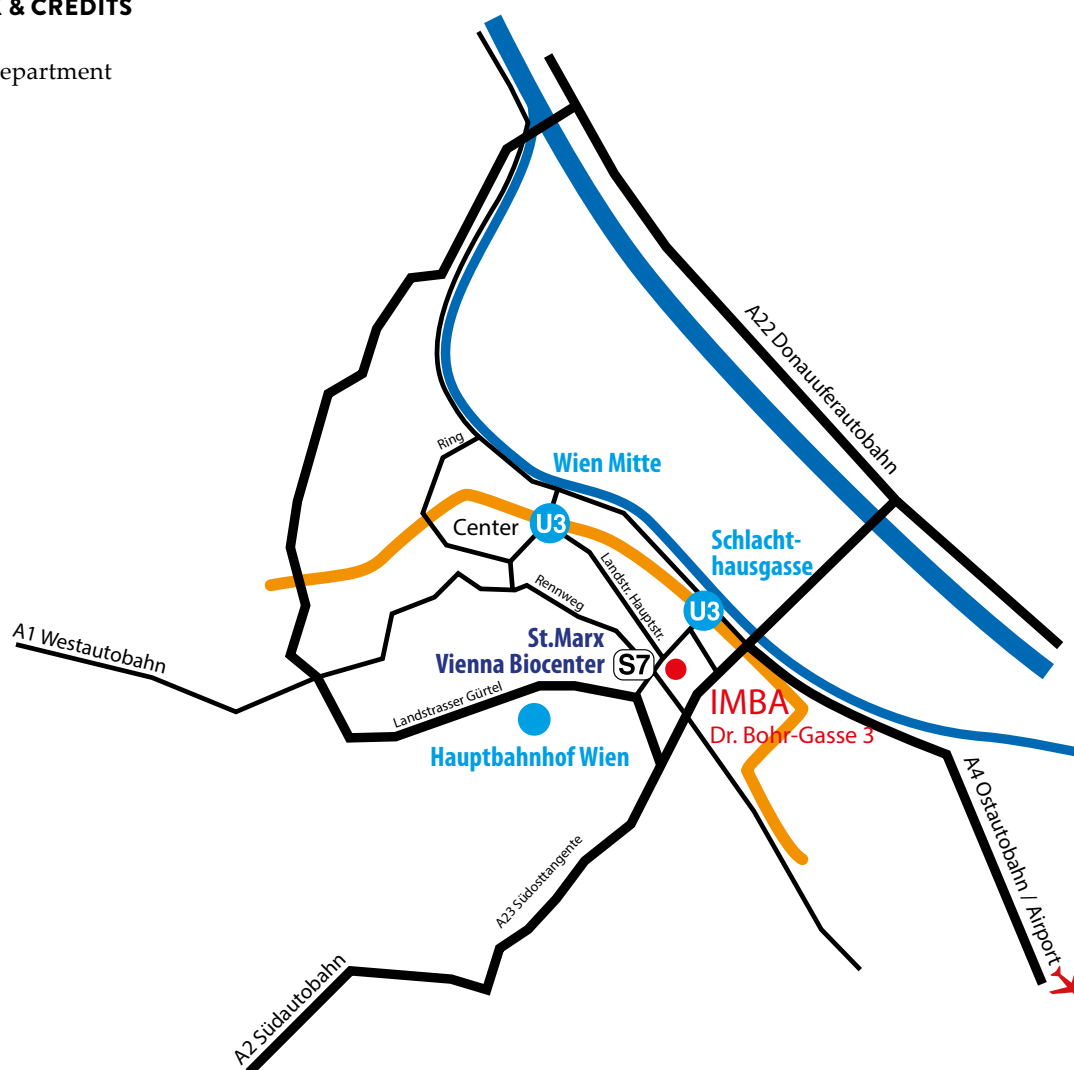 & CREDITS
epartment
A22 Donauuferautobahn
Ring
Wien Mitte
Center
U3
Schlacht-
hausgasse
Landstr. Hauptstr.
Rennweg
U3
A1 Westautobahn
St.Marx
Vienna Biocenter
S7
Landstrasser Gürtel
IMBA
Dr. Bohr-Gasse 3
Hauptbahnhof Wien
A4 Ostautobahn / Airport
A23 Südosttangente
A2 Südautobahn